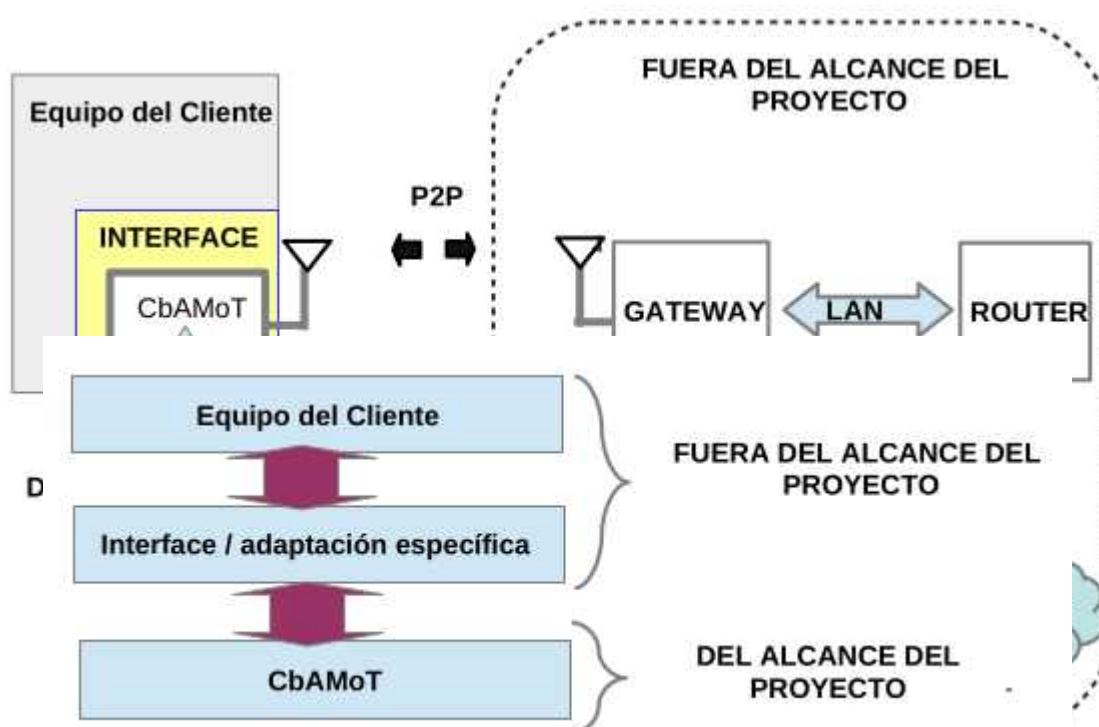 FUERA DEL ALCANCE DEL
PROYECTO
Equipo del Cliente
P2P
INTERFACE
CbAMoT
GATEWAY
LAN
ROUTER
Equipo del Cliente
FUERA DEL ALCANCE DEL
PROYECTO
Interface / adaptación específica
CbAMoT
DEL ALCANCE DEL
PROYECTO